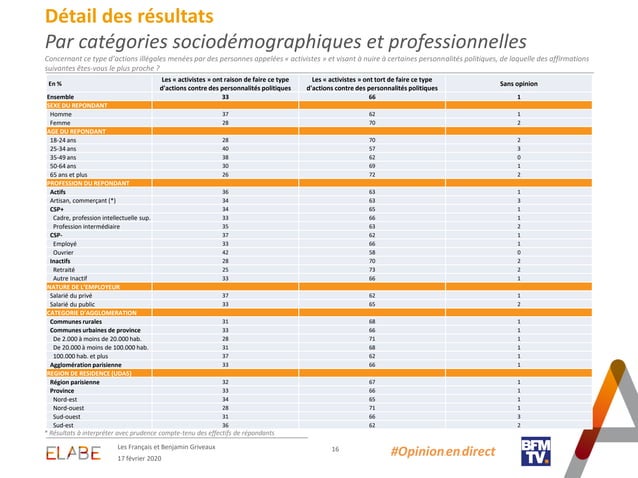 Détail des résultats
Par catégories sociodémographiques et professionnelles
Concernant ce type d'actions illégales menées par des personnes appelées « activistes » et visant à nuire à certaines personnalités politiques, de laquelle des affirmations
suivantes êtes-vous le plus proche ?
En % Les « activistes » ont raison de faire ce type d'actions contre des personnalités politiques Les « activistes » ont tort de faire ce type d'actions contre des personnalités politiques Sans opinion
Ensemble 33 66 1
SEXE DU REPONDANT
Homme 37 62 1
Femme 28 70 2
AGE DU REPONDANT
18-24 ans 28 70 2
25-34 ans 40 57 3
35-49 ans 38 62 0
50-64 ans 30 69 1
65 ans et plus 26 72 2
PROFESSION DU REPONDANT
Actifs 36 63 1
Artisan, commerçant (*) 34 63 3
CSP+ 34 65 1
Cadre, profession intellectuelle sup. 33 66 1
Profession intermédiaire 35 63 2
CSP- 37 62 1
Employé 33 66 1
Ouvrier 42 58 0
Inactifs 28 70 2
Retraité 25 73 2
Autre Inactif 33 66 1
NATURE DE L'EMPLOYEUR
Salarié du privé 37 62 1
Salarié du public 33 65 2
CATEGORIE D'AGGLOMERATION
Communes rurales 31 68 1
Communes urbaines de province 33 66 1
De 2.000 à moins de 20.000 hab. 28 71 1
De 20.000 à moins de 100.000 hab. 31 68 1
100.000 hab. et plus 37 62 1
Agglomération parisienne 33 66 1
REGION DE RESIDENCE (UDA5)
Région parisienne 32 67 1
Province 33 66 1
Nord-est 34 65 1
Nord-ouest 28 71 1
Sud-ouest 31 66 3
Sud-est 36 62 2
* Résultats à interpréter avec prudence compte-tenu des effectifs de répondants
ELABE
Les Français et Benjamin Griveaux
17 février 2020
16
#Opinionendirect
BFM
TV.